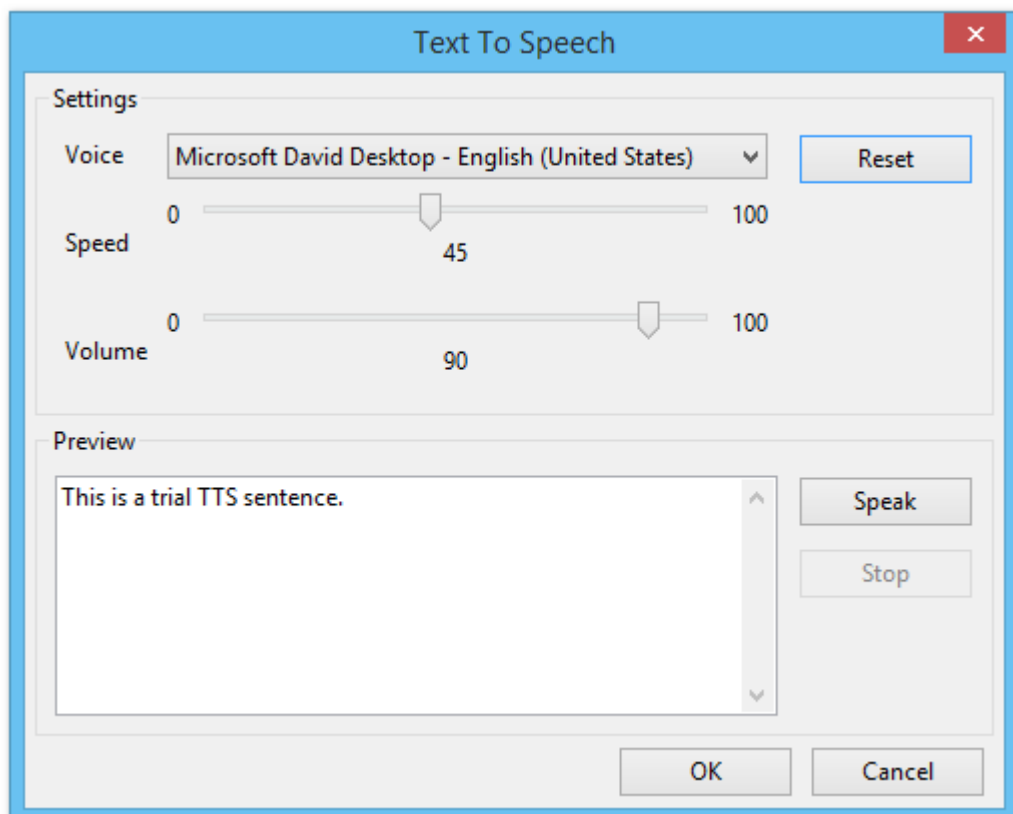 Text To Speech
Settings
Voice
Microsoft David Desktop - English (United States)
Reset
0
100
Speed
45
0
100
Volume
90
Preview
This is a trial TTS sentence.
Speak
Stop
OK
Cancel